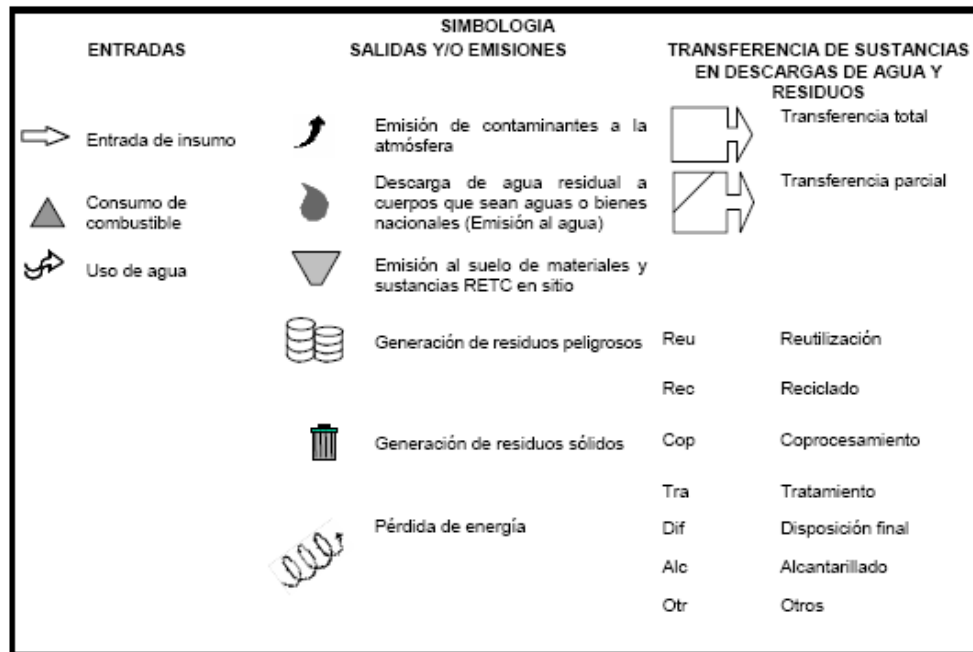 SIMBOLOGIA
ENTRADAS
SALIDAS Y/O EMISIONES
TRANSFERENCIA DE SUSTANCIAS
EN DESCARGAS DE AGUA Y
RESIDUOS
Entrada de insumo
Emisión de contaminantes a la
atmósfera
Transferencia total
Consumo de
combustible
Descarga de agua residual a
cuerpos que sean aguas o bienes
nacionales (Emisión al agua)
Transferencia parcial
Uso de agua
Emisión al suelo de materiales y
sustancias RETC en sitio
Generación de residuos peligrosos
Reu Reutilización
Rec Reciclado
Generación de residuos sólidos
Cop Coprocesamiento
Tra Tratamiento
Pérdida de energía
Dif Disposición final
Alc Alcantarillado
Otr Otros